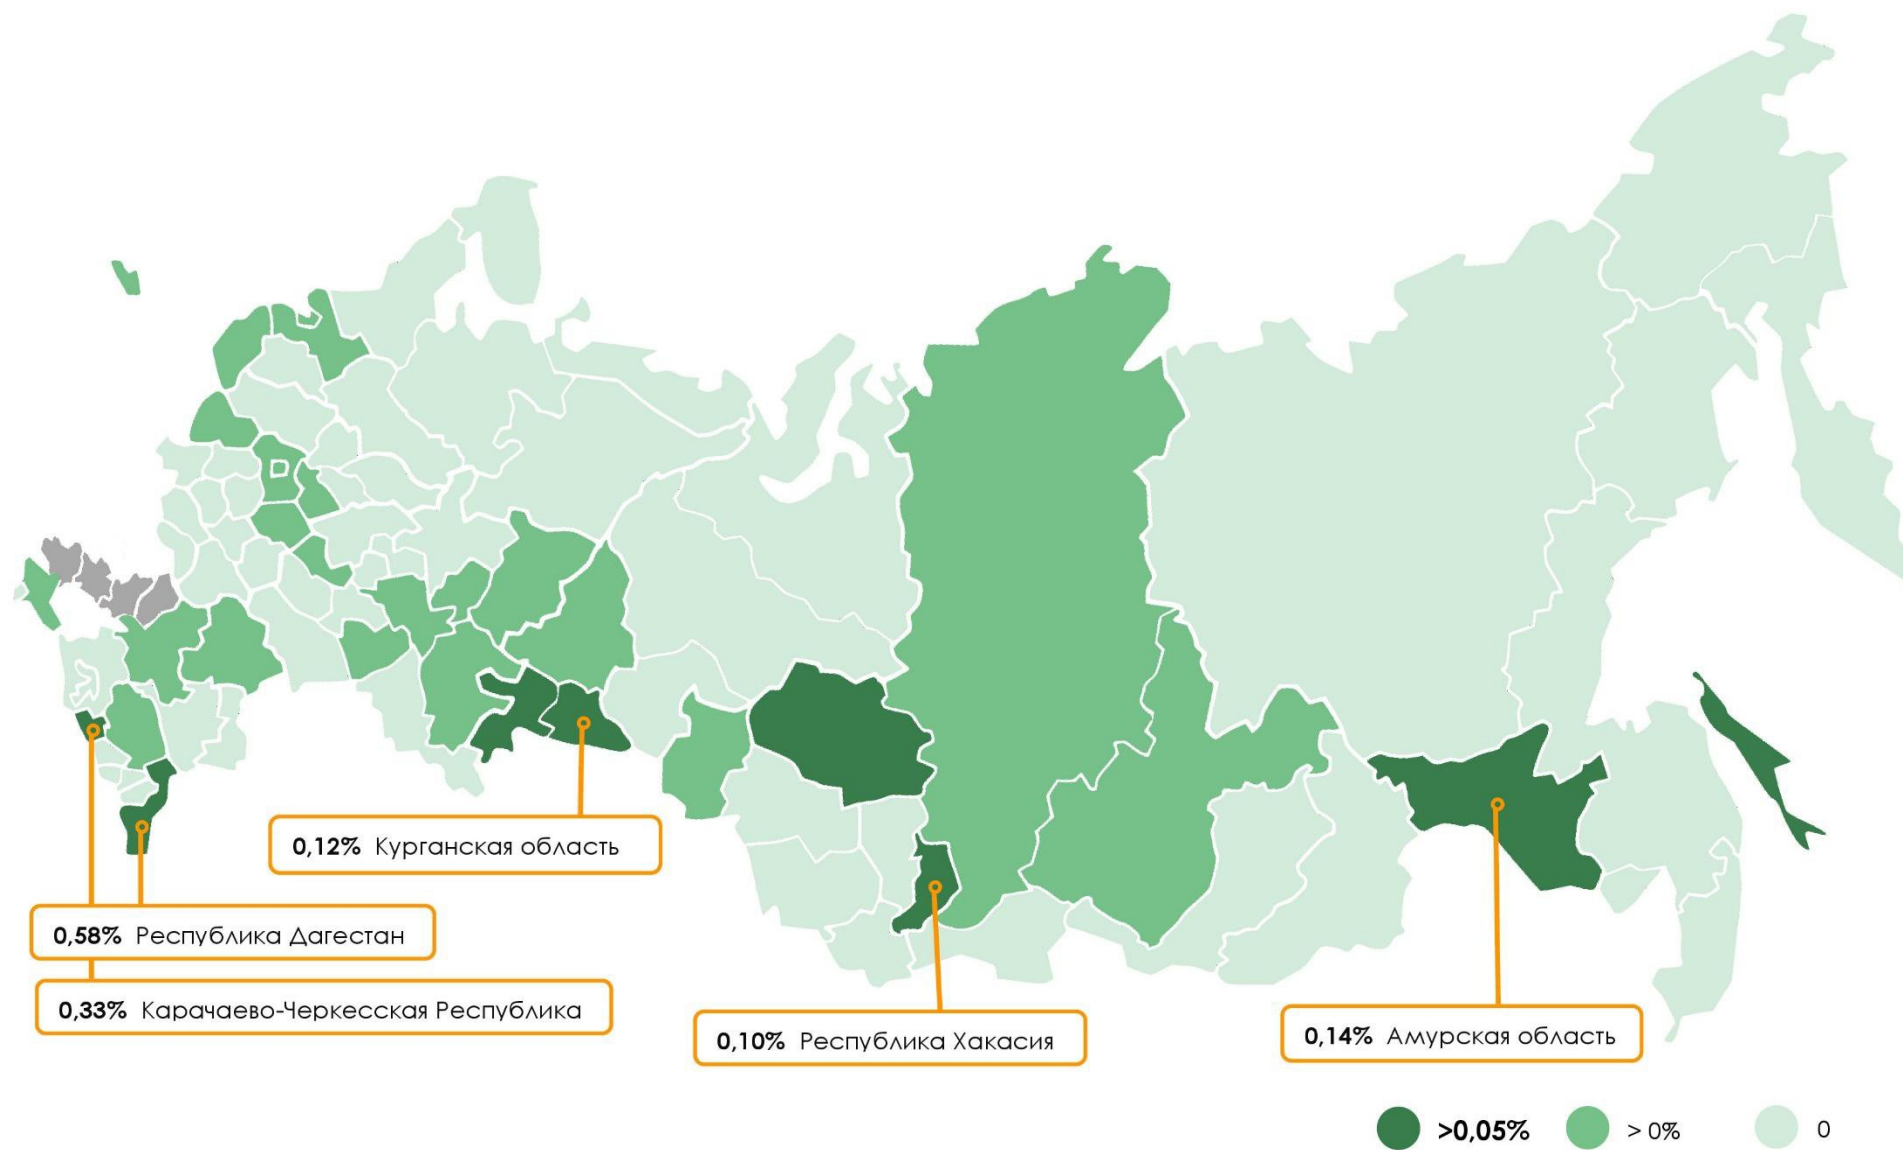 0,12% Курганская область
0,58% Республика Дагестан
0,33% Карачаево-Черкесская Республика
0,10% Республика Хакасия
0,14% Амурская область
>0,05%
> 0%
0